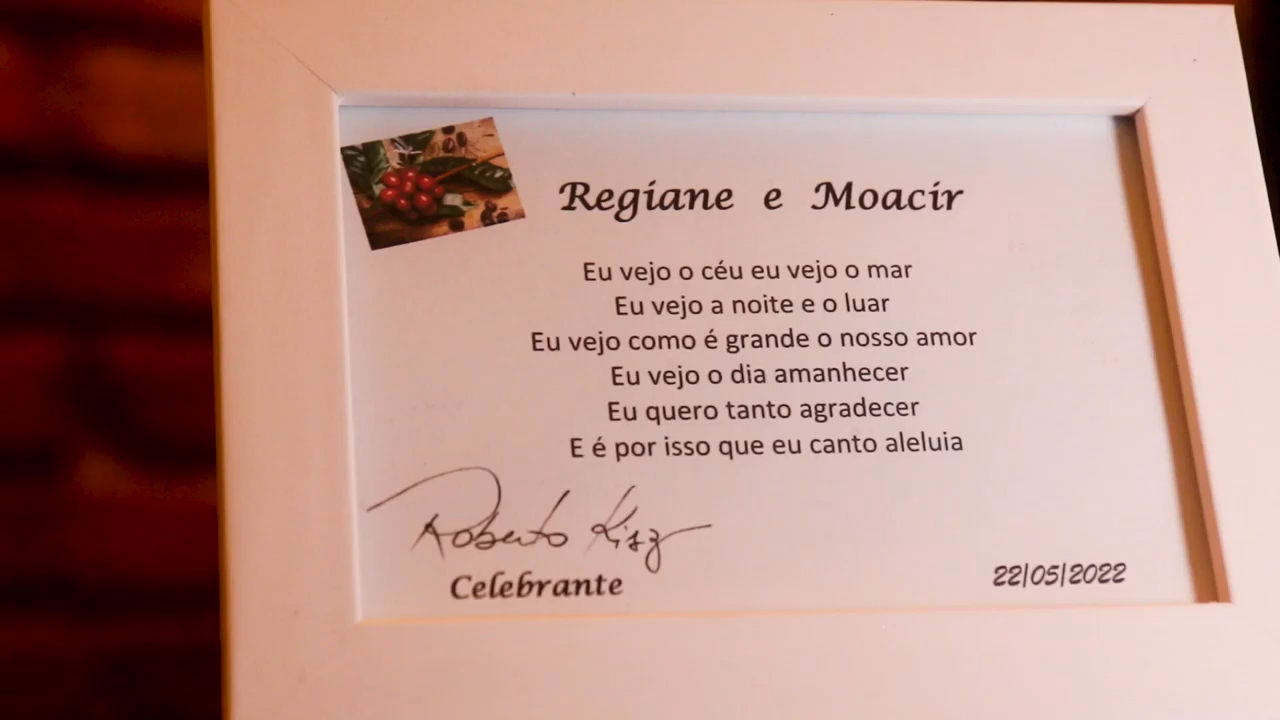 Regiane e Moacir
Eu vejo o céu eu vejo o mar
Eu vejo a noite e o luar
Eu vejo como é grande o nosso amor
Eu vejo o dia amanhecer
Eu quero tanto agradecer
E é por isso que eu canto aleluia
Roberto Kisz
Celebrante
22/05/2022